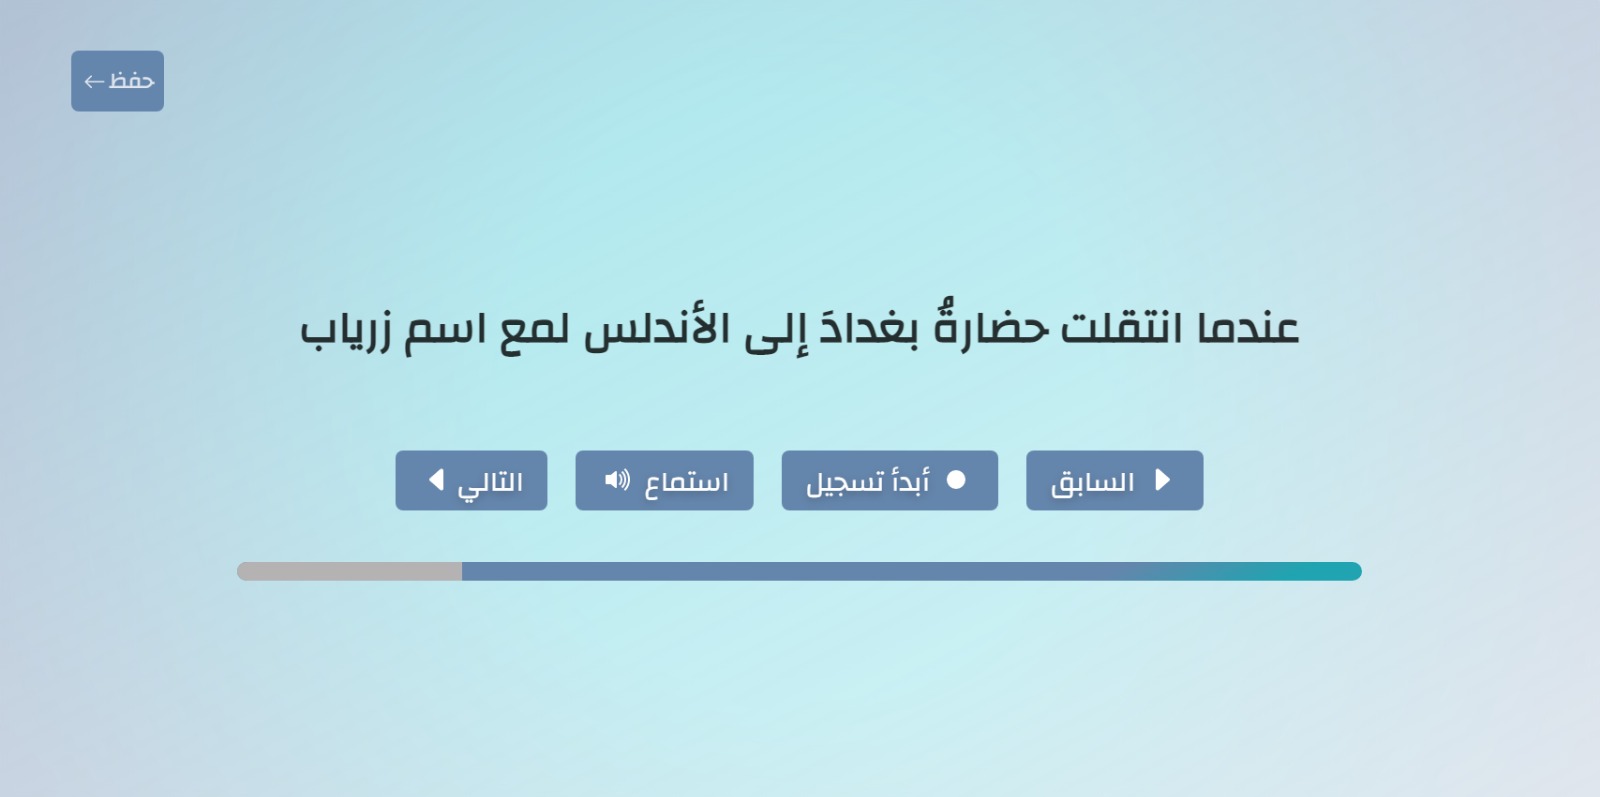 حفظ
عندما انتقلت حضارةُ بغدادَ إلى الأندلس لمع اسم زرياب
السابق
أبدأ تسجيل
استماع
التالي